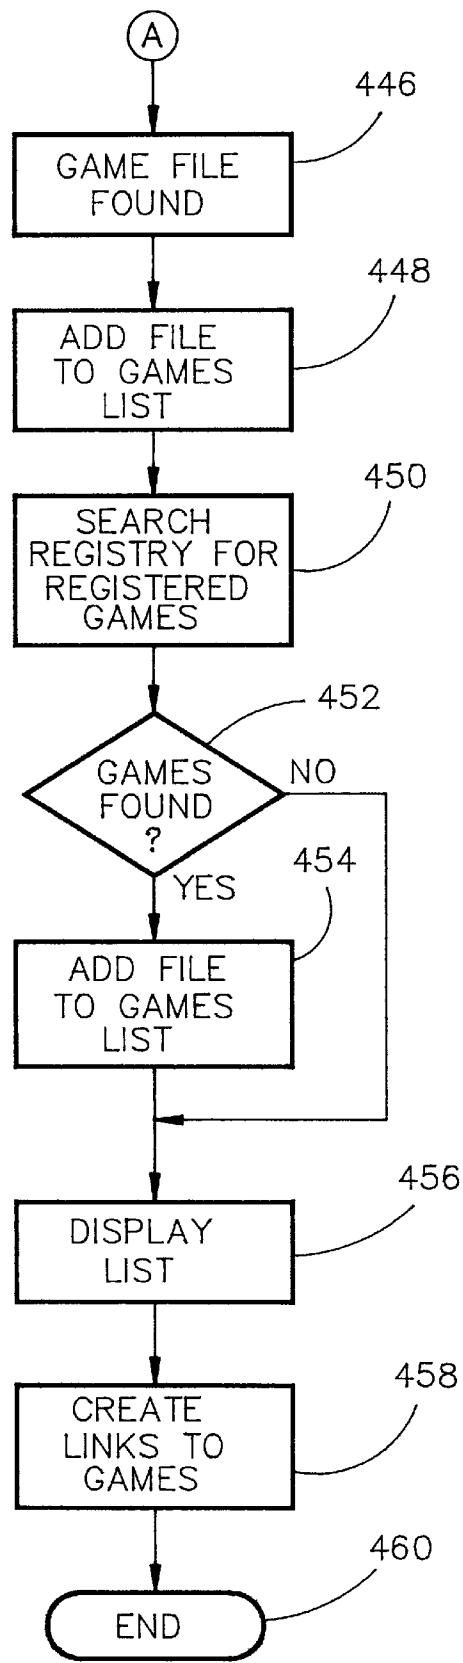 A
446
GAME FILE
FOUND
448
ADD FILE
TO GAMES
LIST
450
SEARCH
REGISTRY FOR
REGISTERED
GAMES
452
GAMES
FOUND
?
NO
YES
454
ADD FILE
TO GAMES
LIST
456
DISPLAY
LIST
458
CREATE
LINKS TO
GAMES
460
END